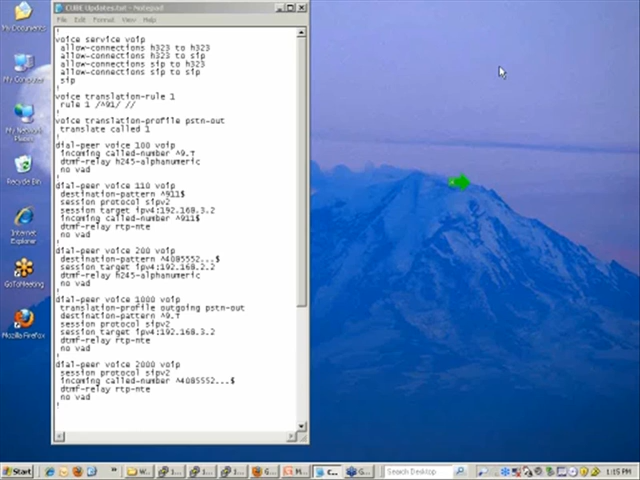 CUBE Updates.txt - Notepad
File Edit Format View Help
!
voice service voip
allow-connections h323 to h323
allow-connections h323 to sip
allow-connections sip to h323
allow-connections sip to sip
sip
!
voice translation-rule 1
rule 1 /^91/ //
!
voice translation-profile pstn-out
translate called 1
!
dial-peer voice 100 voip
incoming called-number ^9.T
dtmf-relay h245-alphanumeric
no vad
!
dial-peer voice 110 voip
destination-pattern ^911$
session protocol sipv2
session target ipv4:192.168.3.2
incoming called-number ^911$
dtmf-relay rtp-nte
no vad
!
dial-peer voice 200 voip
destination-pattern ^4085552...$
session target ipv4:192.168.2.2
dtmf-relay h245-alphanumeric
no vad
!
dial-peer voice 1000 voip
translation-profile outgoing pstn-out
destination-pattern ^9.T
session protocol sipv2
session target ipv4:192.168.3.2
dtmf-relay rtp-nte
no vad
!
dial-peer voice 2000 voip
session protocol sipv2
incoming called-number ^4085552...$
dtmf-relay rtp-nte
no vad
!
My Documents
My Computer
My Network
Places
Recycle Bin
Internet
Explorer
GoToMeeting
Mozilla Firefox
Start
»
W...
1...
1...
1...
G...
M...
C...
G...
Search Desktop
1:15 PM